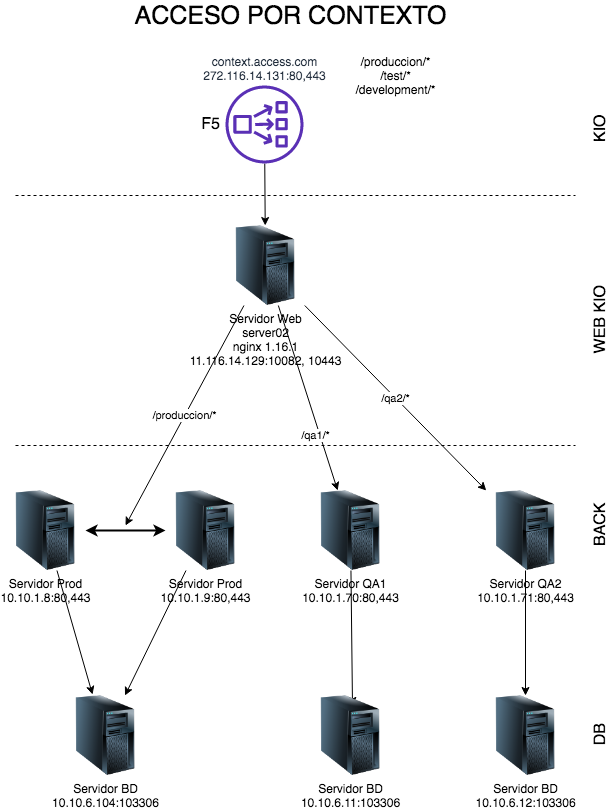 ACCESO POR CONTEXTO
context.access.com
272.116.14.131:80,443
/produccion/*
/test/*
/development/*
F5
KIO
Servidor Web
server02
nginx 1.16.1
11.116.14.129:10082, 10443
WEB KIO
/produccion/*
/qa1/*
/qa2/*
BACK
Servidor Prod
10.10.1.8:80,443
Servidor Prod
10.10.1.9:80,443
Servidor QA1
10.10.1.70:80,443
Servidor QA2
10.10.1.71:80,443
DB
Servidor BD
10.10.6.104:103306
Servidor BD
10.10.6.11:103306
Servidor BD
10.10.6.12:103306